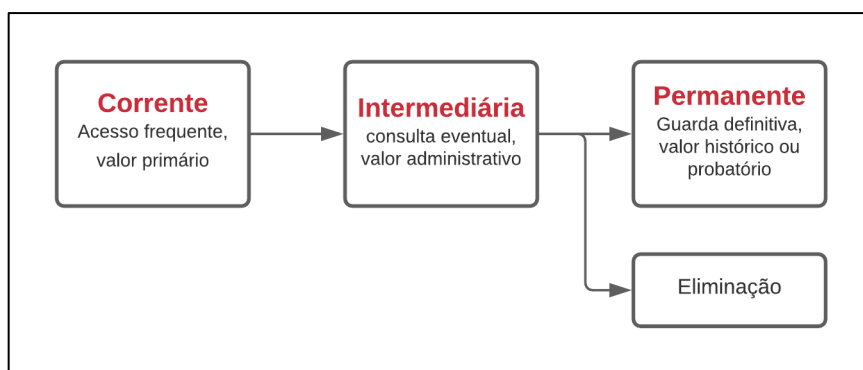 Corrente
Acesso frequente,
valor primário
Intermediária
consulta eventual,
valor administrativo
Permanente
Guarda definitiva,
valor histórico ou
probatório
Eliminação